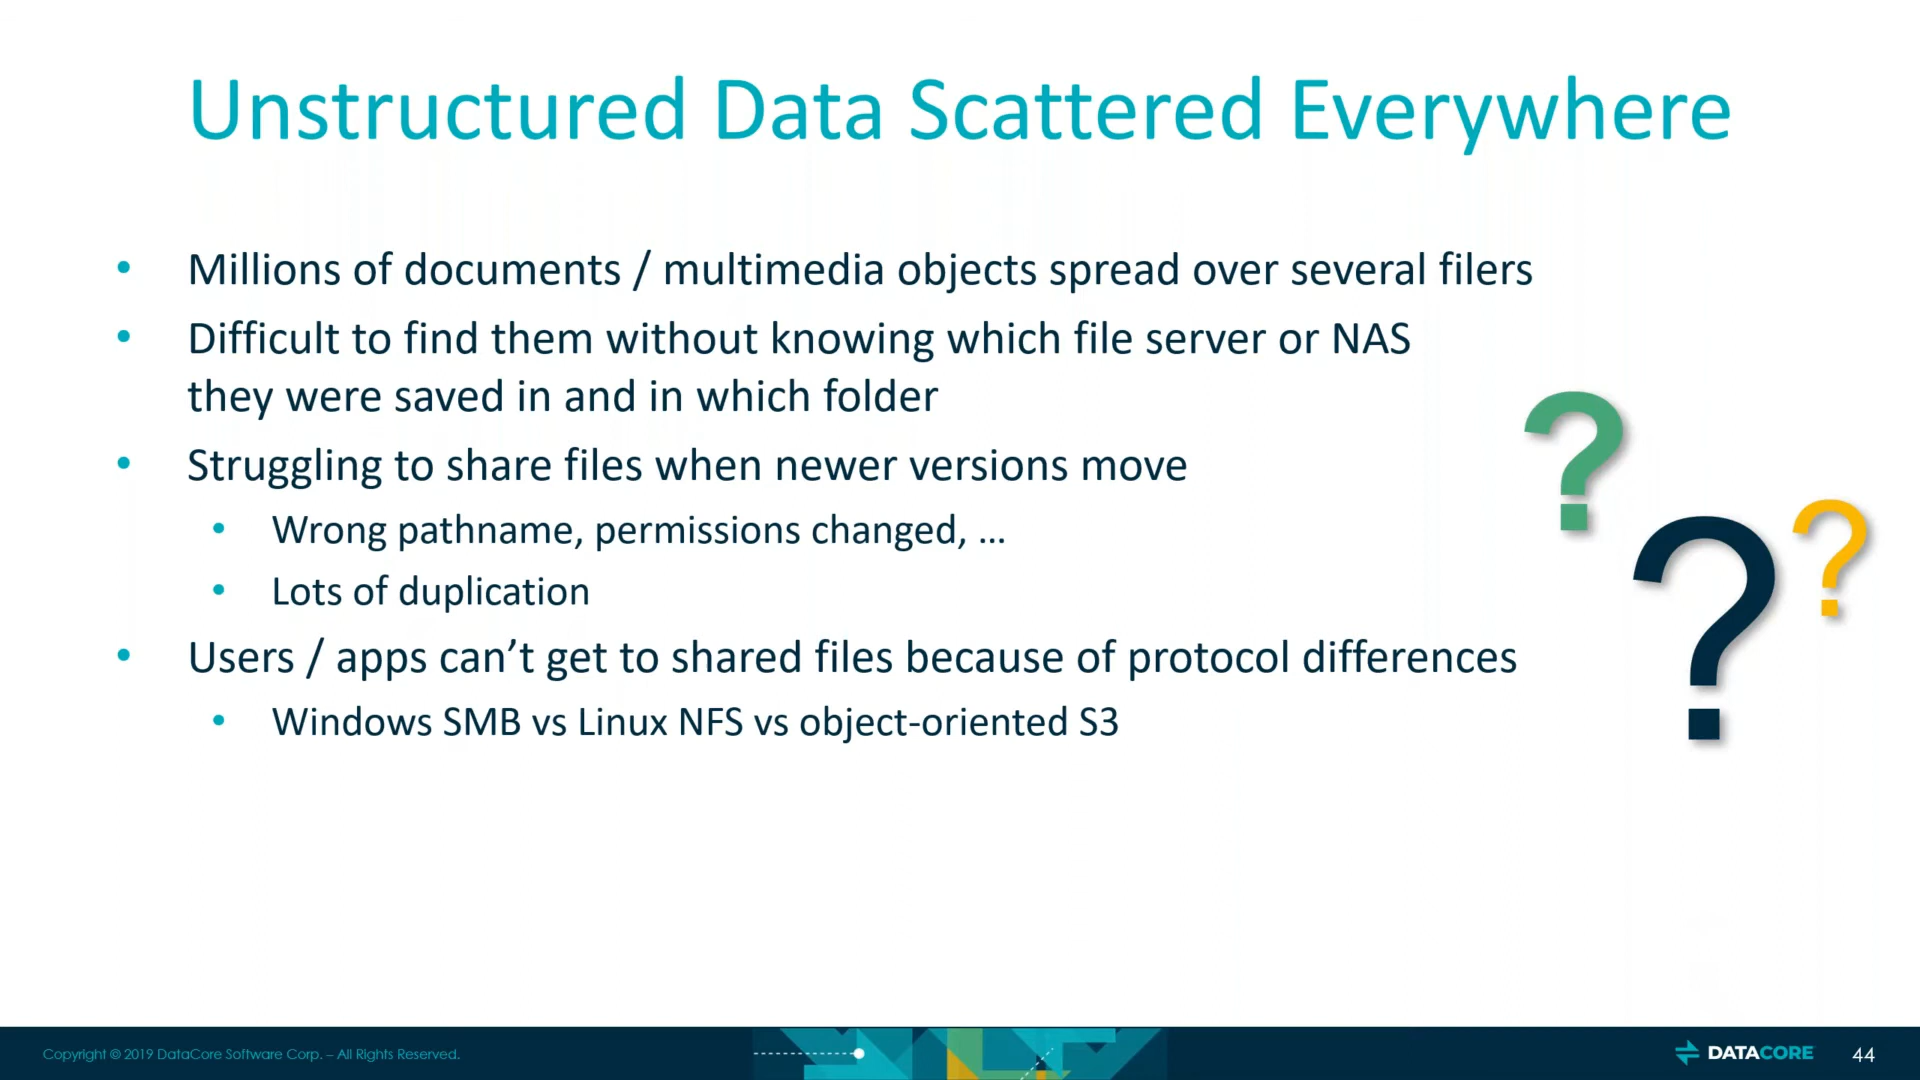 Unstructured Data Scattered Everywhere
• Millions of documents / multimedia objects spread over several filers
• Difficult to find them without knowing which file server or NAS
they were saved in and in which folder
• Struggling to share files when newer versions move
• Wrong pathname, permissions changed, ...
• Lots of duplication
• Users / apps can’t get to shared files because of protocol differences
• Windows SMB vs Linux NFS vs object-oriented S3
?
?
?
Copyright © 2019 DataCore Software Corp. – All Rights Reserved.
DATACORE
44